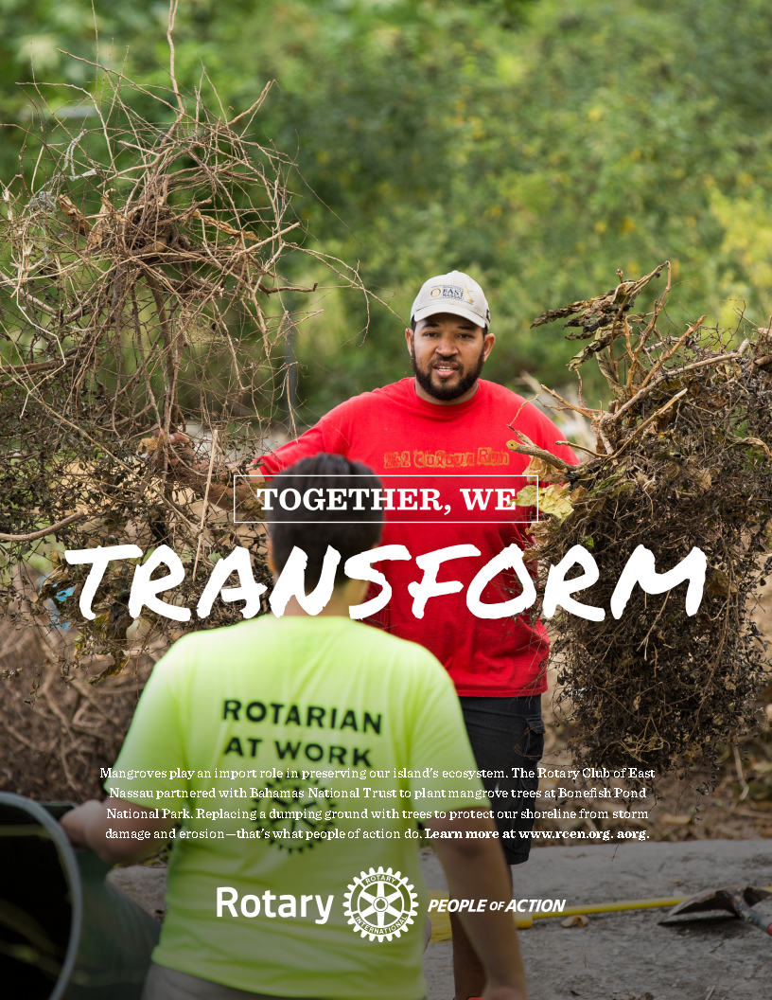 EAST
NASSAU
TOGETHER, WE
TRANSFORM
ROTARIAN
AT WORK
Mangroves play an import role in preserving our island's ecosystem. The Rotary Club of East
Nassau partnered with Bahamas National Trust to plant mangrove trees at Bonefish Pond
National Park. Replacing a dumping ground with trees to protect our shoreline from storm
damage and erosion—that's what people of action do. Learn more at www.rcen.org. aorg.
Rotary
ROTARY
INTERNATIONAL
PEOPLE OF ACTION